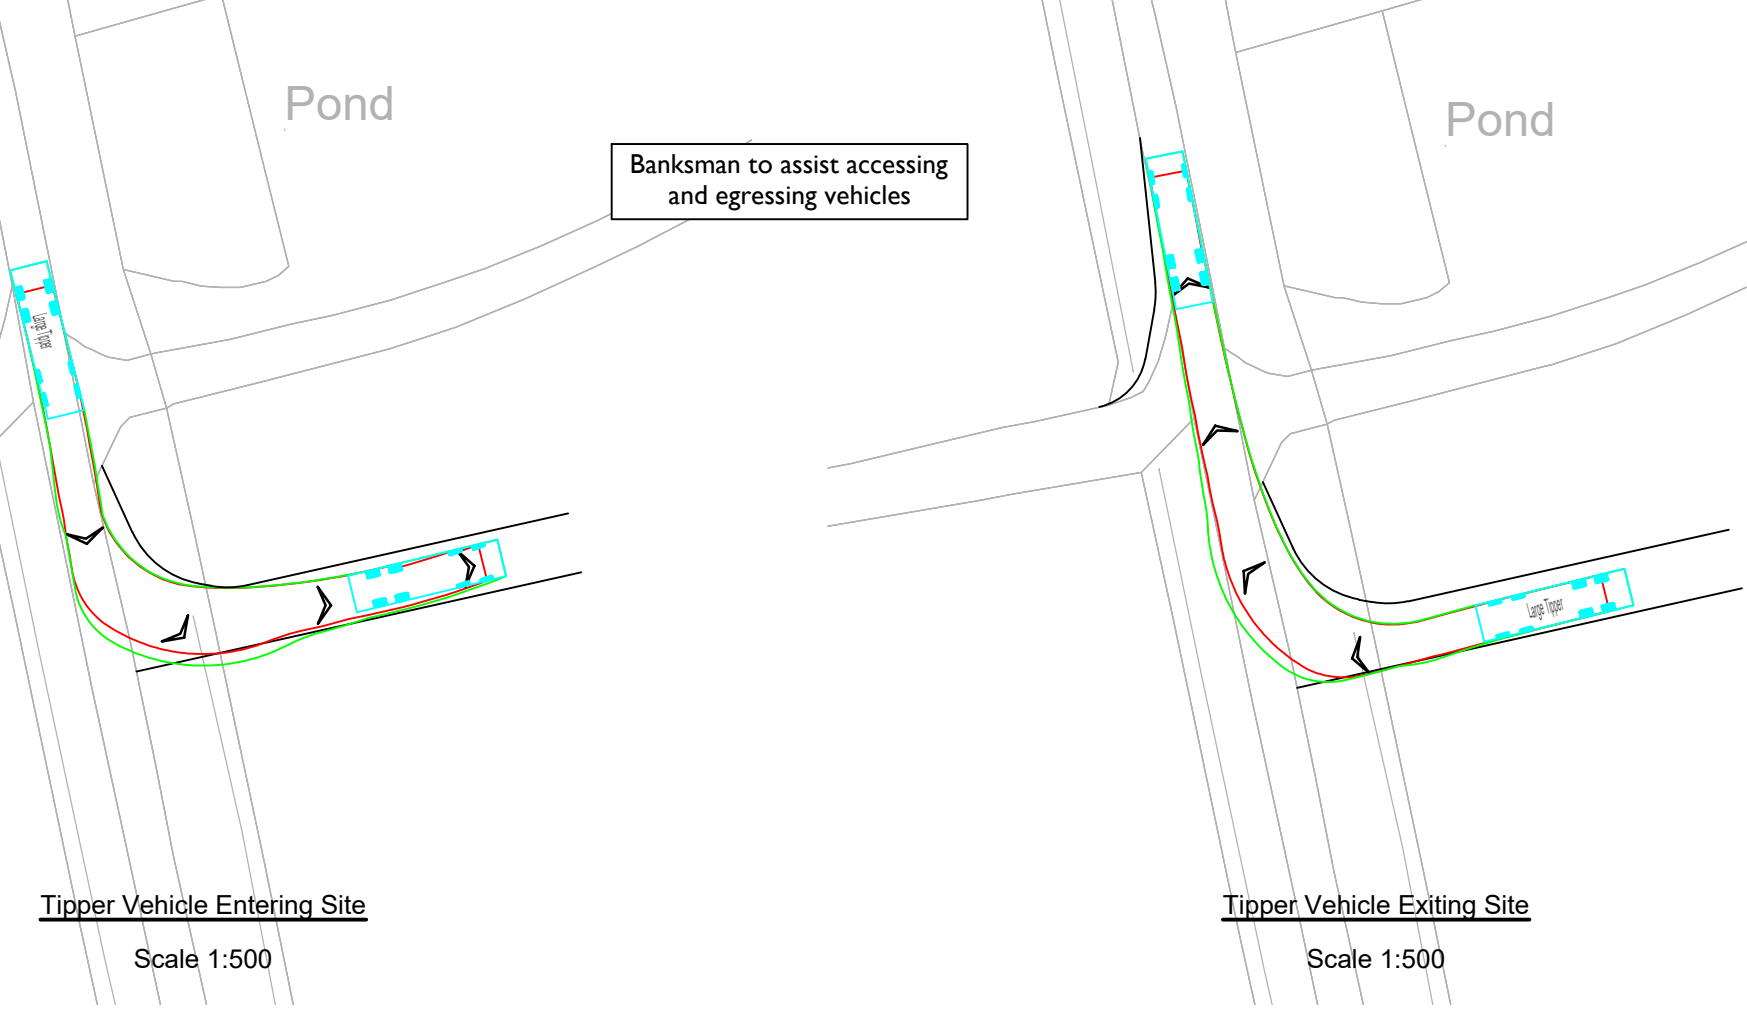 Pond
Pond
Banksman to assist accessing
and egressing vehicles
Large Tipper
Large Tipper
Tipper Vehicle Entering Site
Scale 1:500
Tipper Vehicle Exiting Site
Scale 1:500